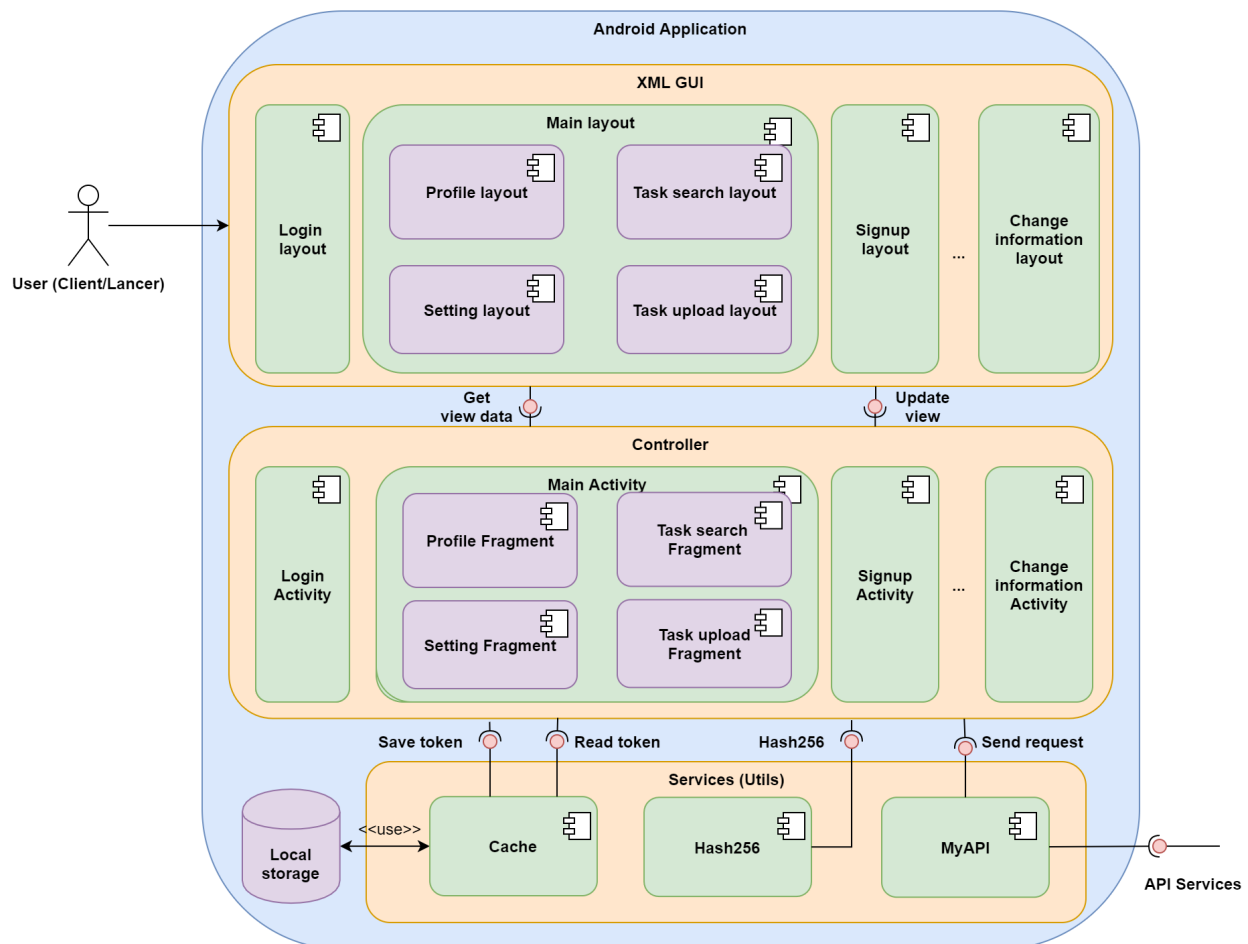 Android Application
XML GUI
Main layout
Login
layout
Profile layout
Task search layout
Setting layout
Task upload layout
Signup
layout
...
Change
information
layout
User (Client/Lancer)
Get
view data
Update
view
Controller
Main Activity
Login
Activity
Profile Fragment
Task search
Fragment
Setting Fragment
Task upload
Fragment
Signup
Activity
...
Change
information
Activity
Save token
Read token
Hash256
Send request
Services (Utils)
Local
storage
<<use>>
Cache
Hash256
MyAPI
API Services